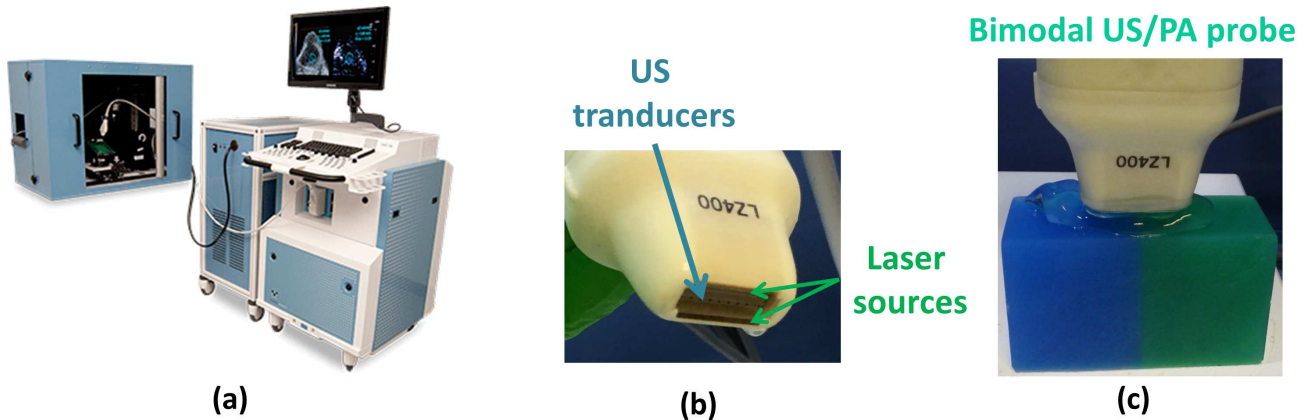 Bimodal US/PA probe
US
tranducers
LZ400
Laser
sources
LZ400
(a)
(b)
(c)